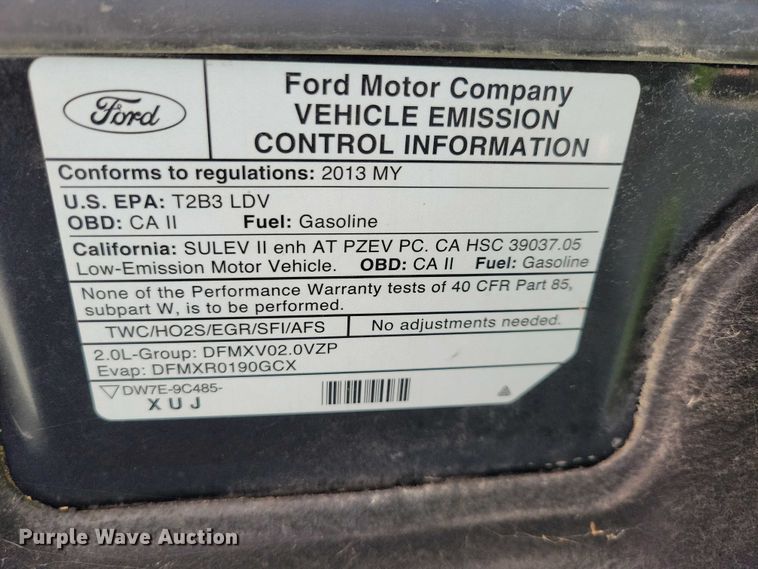 Ford
Ford Motor Company
VEHICLE EMISSION
CONTROL INFORMATION
Conforms to regulations: 2013 MY
U.S. EPA: T2B3 LDV
OBD: CA II Fuel: Gasoline
California: SULEV II enh AT PZEV PC. CA HSC 39037.05
Low-Emission Motor Vehicle. OBD: CA II Fuel: Gasoline
None of the Performance Warranty tests of 40 CFR Part 85,
subpart W, is to be performed.
TWC/HO2S/EGR/SFI/AFS No adjustments needed.
2.0L-Group: DFMXV02.0VZP
Evap: DFMXR0190GCX
DW7E-9C485-
XUJ
Purple Wave Auction